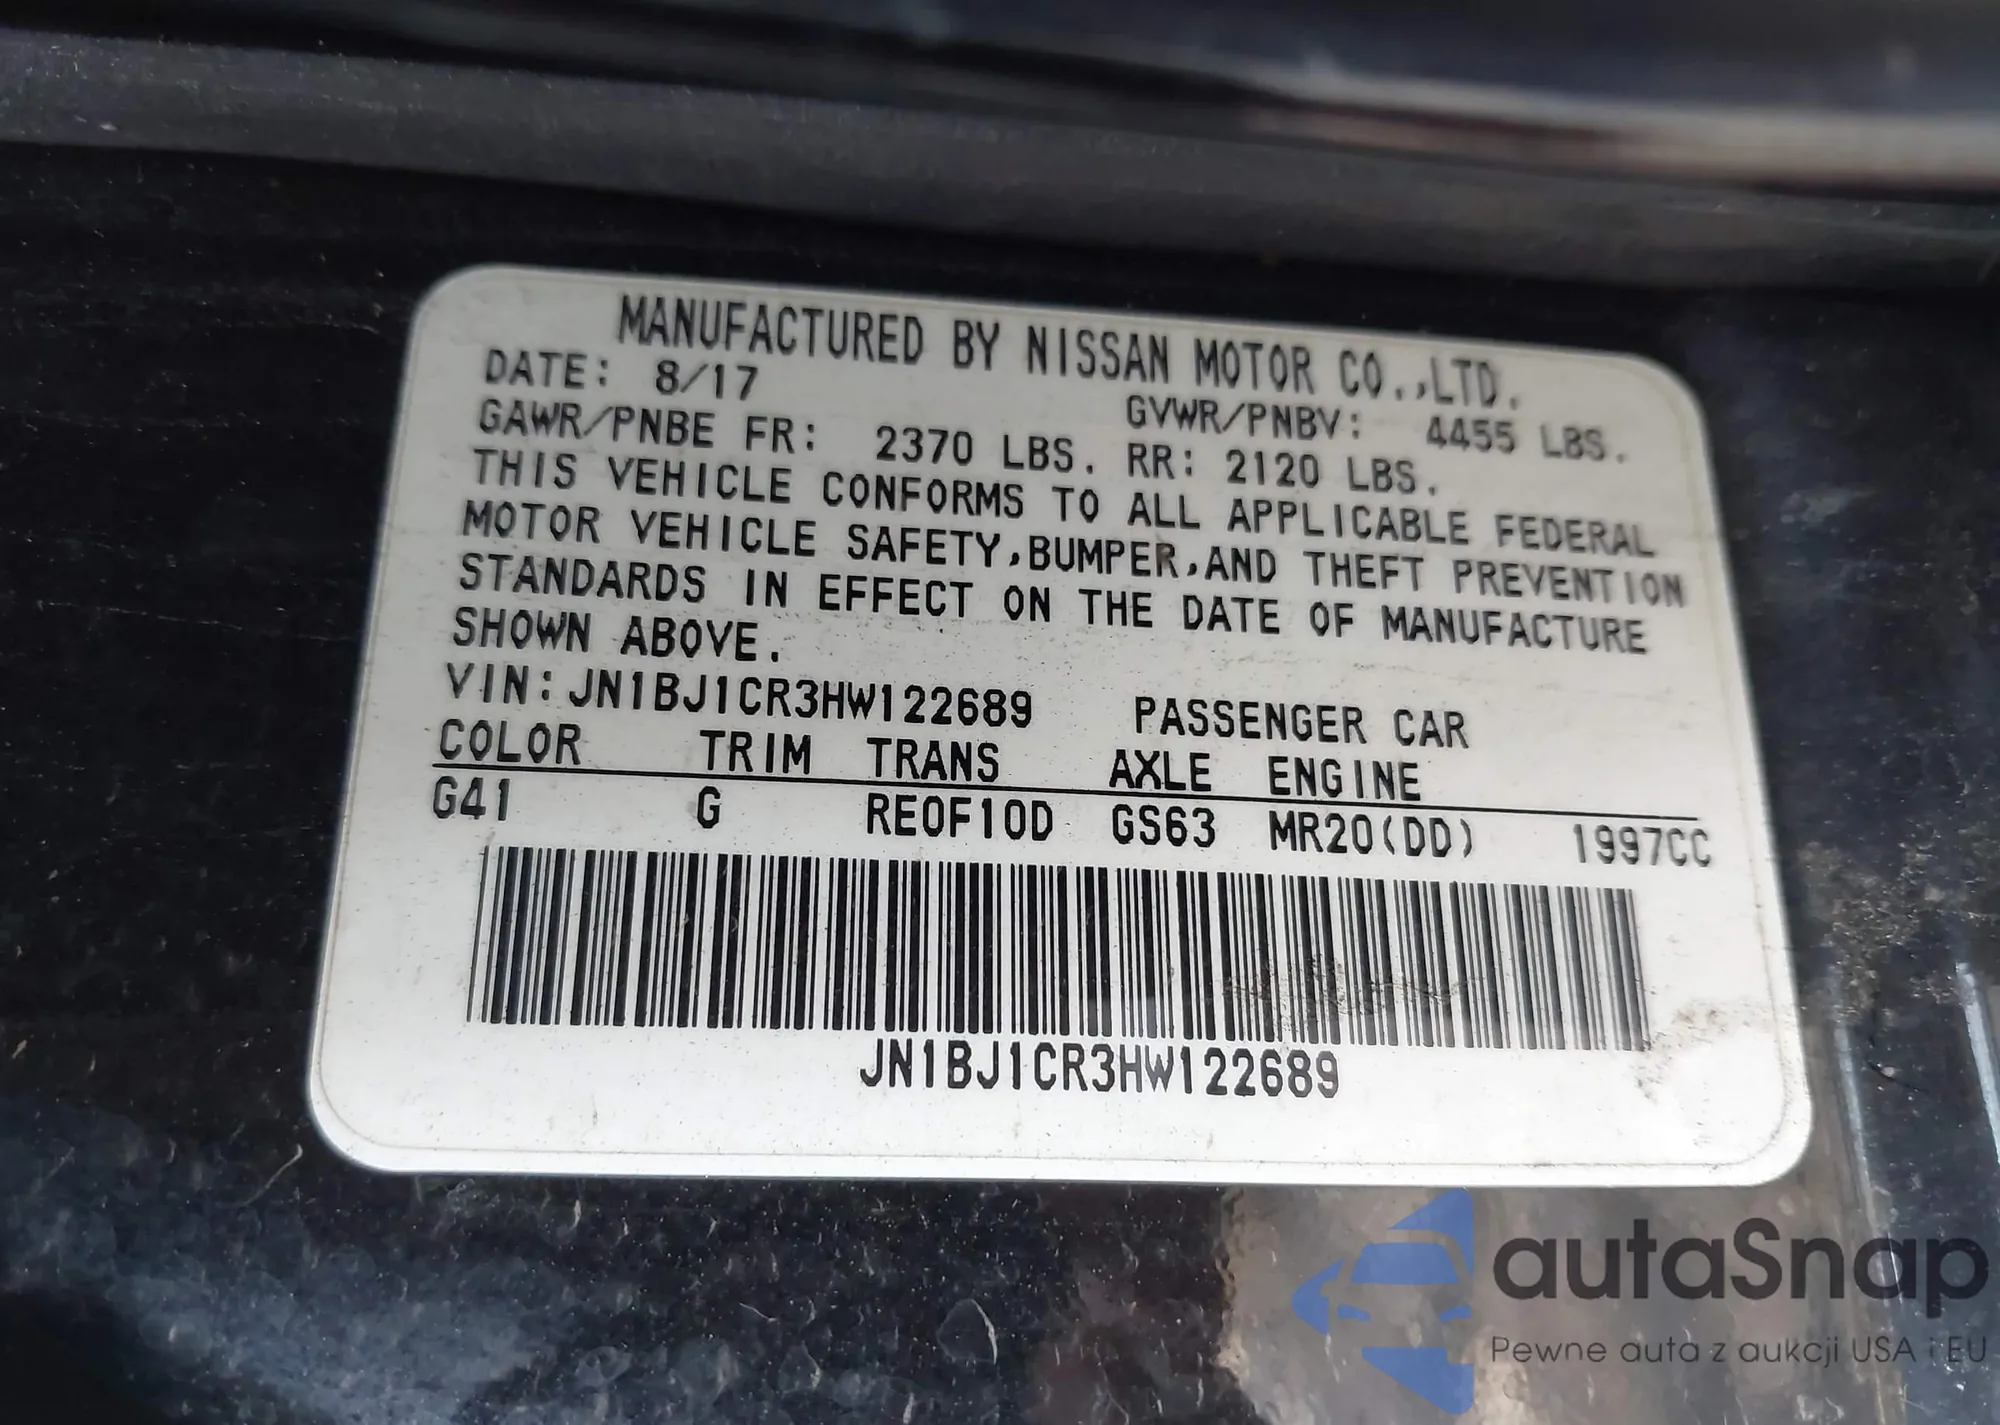 MANUFACTURED BY NISSAN MOTOR CO.,LTD.
DATE: 8/17 GVWR/PNBV: 4455 LBS.
GAWR/PNBE FR: 2370 LBS. RR: 2120 LBS.
THIS VEHICLE CONFORMS TO ALL APPLICABLE FEDERAL
MOTOR VEHICLE SAFETY,BUMPER,AND THEFT PREVENTION
STANDARDS IN EFFECT ON THE DATE OF MANUFACTURE
SHOWN ABOVE.
VIN:JN1BJ1CR3HW122689 PASSENGER CAR
COLOR TRIM TRANS AXLE ENGINE
G41 G RE0F10D GS63 MR20(DD) 1997CC
JN1BJ1CR3HW122689
autaSnap
Pewne auta z aukcji USA i EU